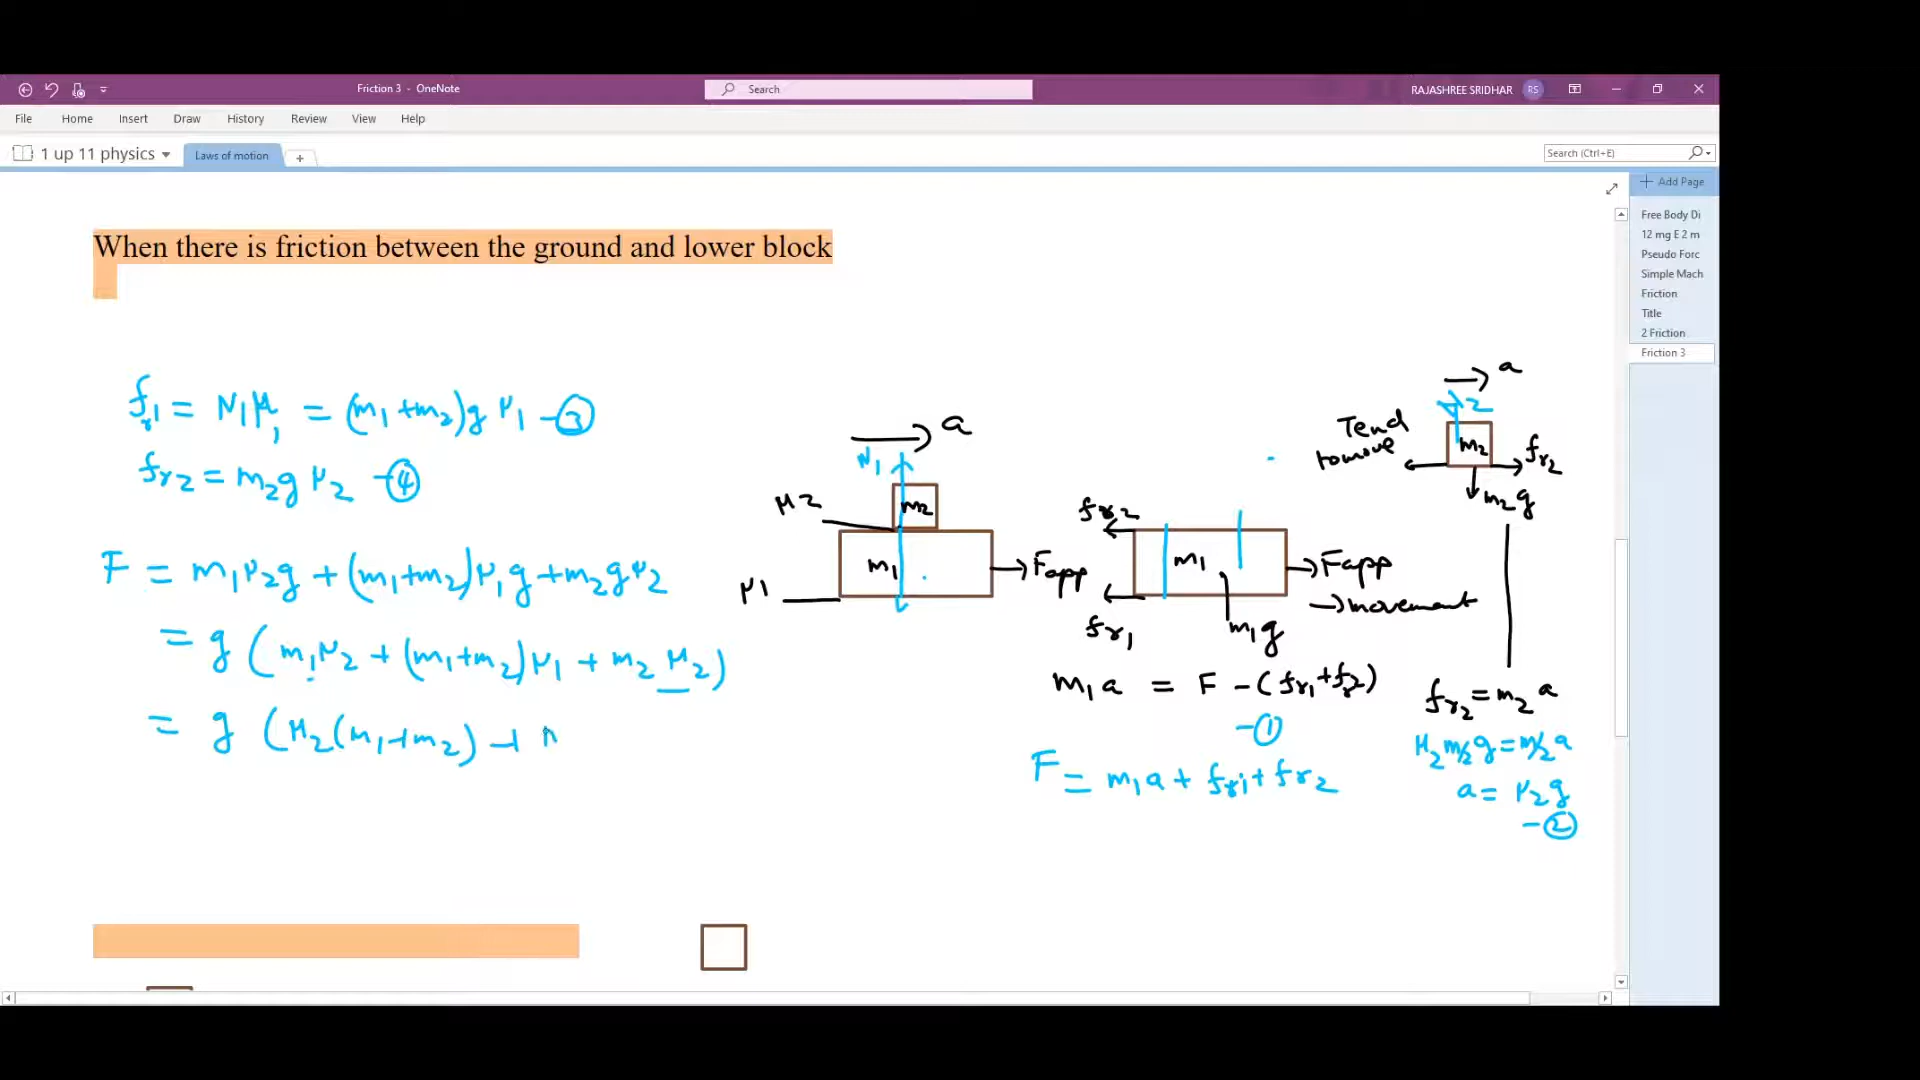 Friction 3 - OneNote
Search
RAJASHREE SRIDHAR RS
File Home Insert Draw History Review View Help
1 up 11 physics Laws of motion +
Search (Ctrl+E)
Add Page
Free Body Di
12 mg E 2 m
Pseudo Forc
Simple Mach
Friction
Title
2 Friction
Friction 3
When there is friction between the ground and lower block
fr1 = N1μ1 = (m1+m2)g μ1 -③
fr2 = m2g μ2 -④
F = m1μ2g + (m1+m2)μ1g + m2gμ2
= g (m1μ2 + (m1+m2)μ1 + m2μ2)
= g (μ2(m1+m2) +
a
N1
m2
μ2
m1
Fapp
μ1
fr2
m1
Fapp
movement
fr1
m1g
m1a = F - (fr1+fr2)
-①
F = m1a + fr1 + fr2
a
Tend
to move
m2
fr2
m2g
fr2 = m2a
μ2m2g = m2a
a = μ2g
-②